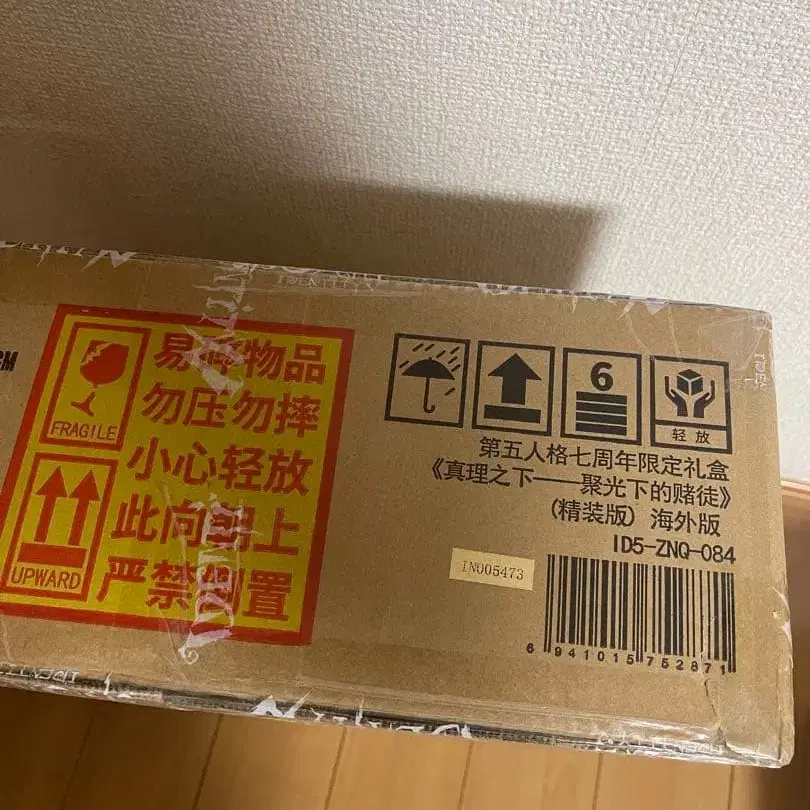 FRAGILE
易碎物品
勿压勿摔
小心轻放
此向朝上
严禁倒置
UPWARD
6
轻放
第五人格七周年限定礼盒
《真理之下——聚光下的赌徒》
(精装版) 海外版
ID5-ZNQ-084
IN005473
6 941015 752871